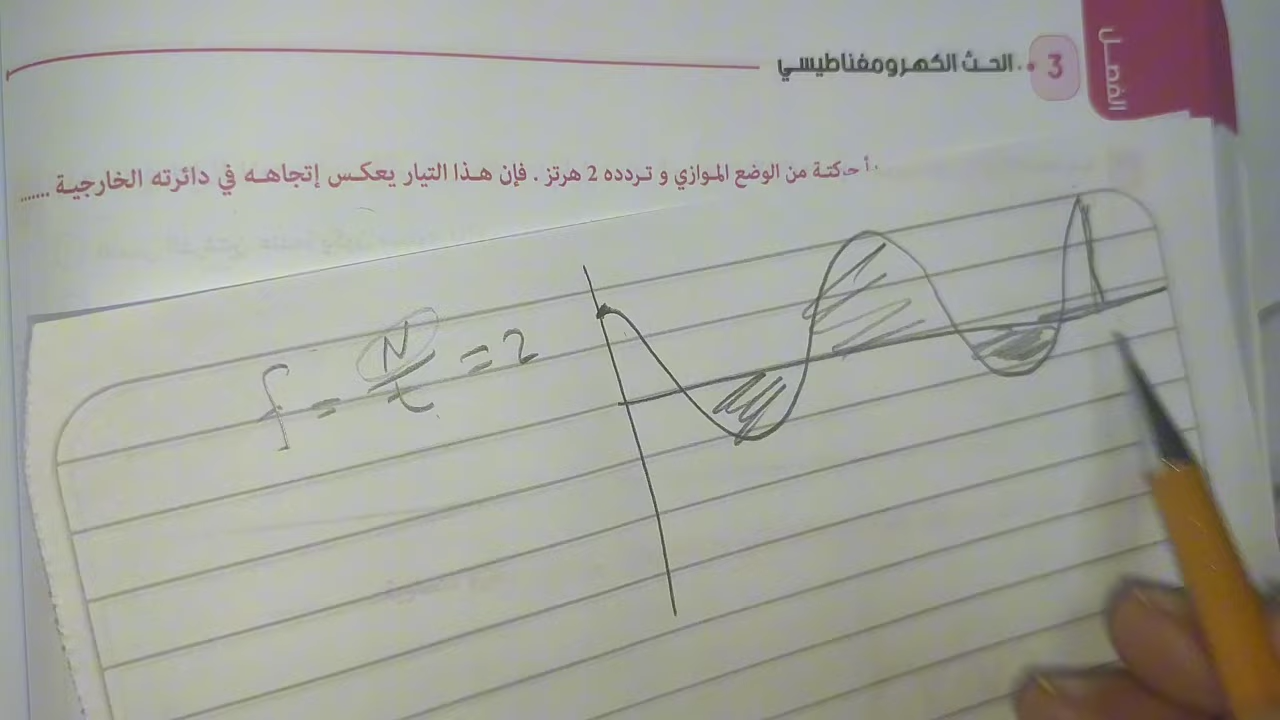 الفصل
3 الحث الكهرومغناطيسي
حركته من الوضع الموازي و تردده 2 هرتز . فإن هذا التيار يعكس إتجاهه في دائرته الخارجية .......
f = N/t = 2